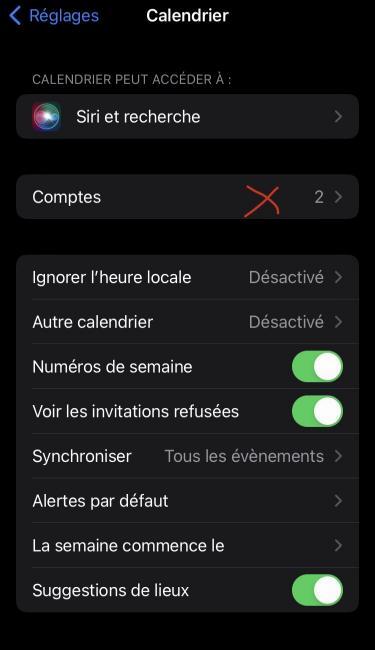 Réglages
Calendrier
CALENDRIER PEUT ACCÉDER À :
Siri et recherche
Comptes 2
Ignorer l’heure locale Désactivé
Autre calendrier Désactivé
Numéros de semaine
Voir les invitations refusées
Synchroniser Tous les évènements
Alertes par défaut
La semaine commence le
Suggestions de lieux